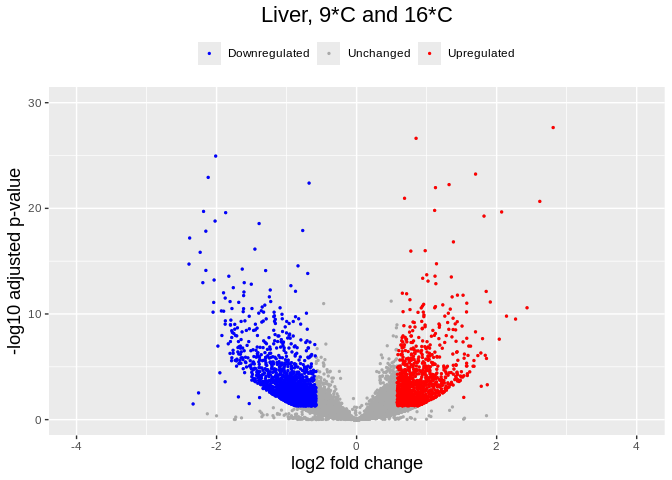 Liver, 9*C and 16*C
Downregulated Unchanged Upregulated
30
20
10
0
-log10 adjusted p-value
-4 -2 0 2 4
log2 fold change